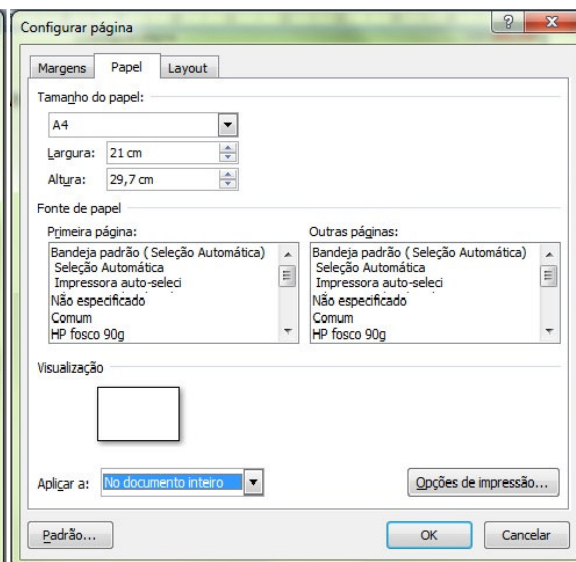 Configurar página
Margens Papel Layout
Tamanho do papel:
A4
Largura: 21 cm
Altura: 29,7 cm
Fonte de papel
Primeira página: Outras páginas:
Bandeja padrão ( Seleção Automática) Bandeja padrão ( Seleção Automática)
Seleção Automática Seleção Automática
Impressora auto-seleci Impressora auto-seleci
Não especificado Não especificado
Comum Comum
HP fosco 90g HP fosco 90g
Visualização
Aplicar a: No documento inteiro Opções de impressão...
Padrão... OK Cancelar